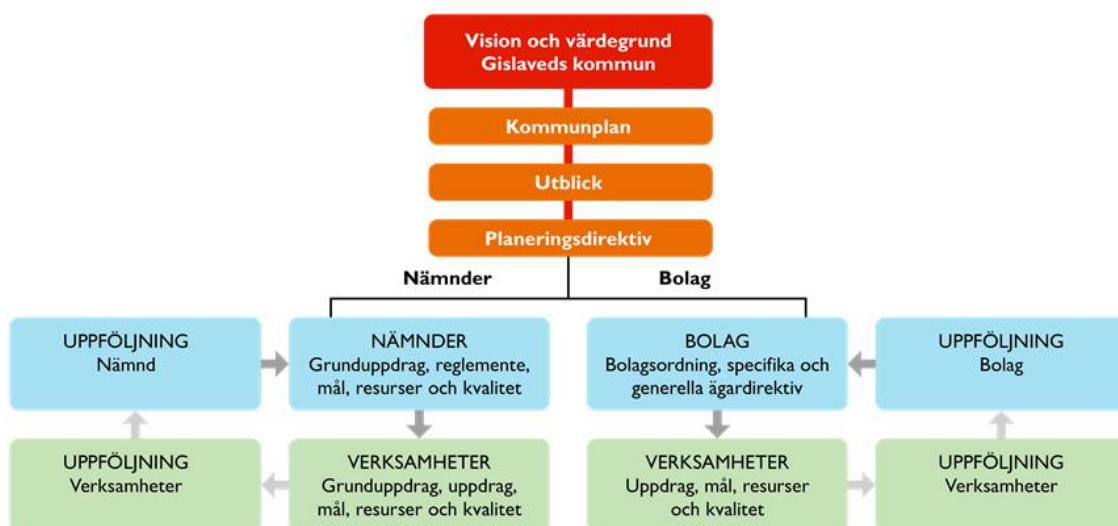 Vision och värdegrund
Gislaveds kommun
Kommunplan
Utblick
Planeringsdirektiv
Nämnder
Bolag
UPPFÖLJNING
Nämnd
NÄMNDER
Grunduppdrag, reglemente,
mål, resurser och kvalitet
BOLAG
Bolagsordning, specifika och
generella ägardirektiv
UPPFÖLJNING
Bolag
UPPFÖLJNING
Verksamheter
VERKSAMHETER
Grunduppdrag, uppdrag,
mål, resurser och kvalitet
VERKSAMHETER
Uppdrag, mål, resurser
och kvalitet
UPPFÖLJNING
Verksamheter